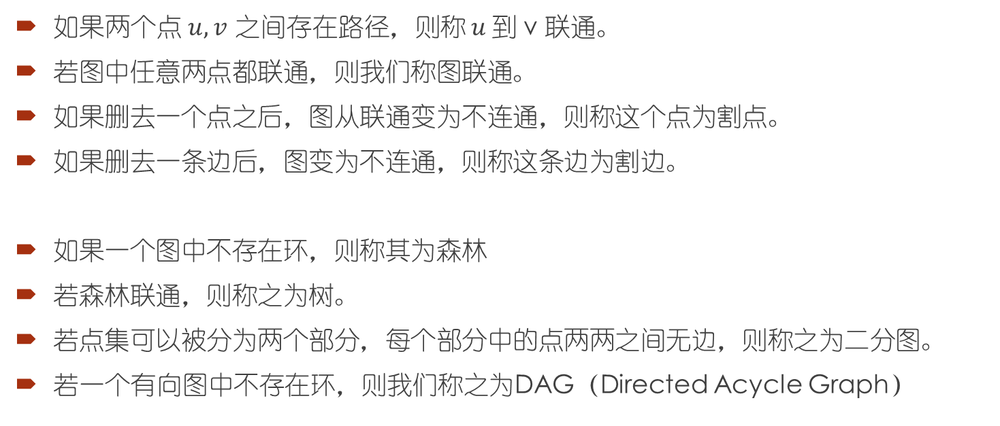 如果两个点 u, v 之间存在路径，则称 u 到 v 联通。
若图中任意两点都联通，则我们称图联通。
如果删去一个点之后，图从联通变为不连通，则称这个点为割点。
如果删去一条边后，图变为不连通，则称这条边为割边。
如果一个图中不存在环，则称其为森林
若森林联通，则称之为树。
若点集可以被分为两个部分，每个部分中的点两两之间无边，则称之为二分图。
若一个有向图中不存在环，则我们称之为DAG（Directed Acycle Graph）